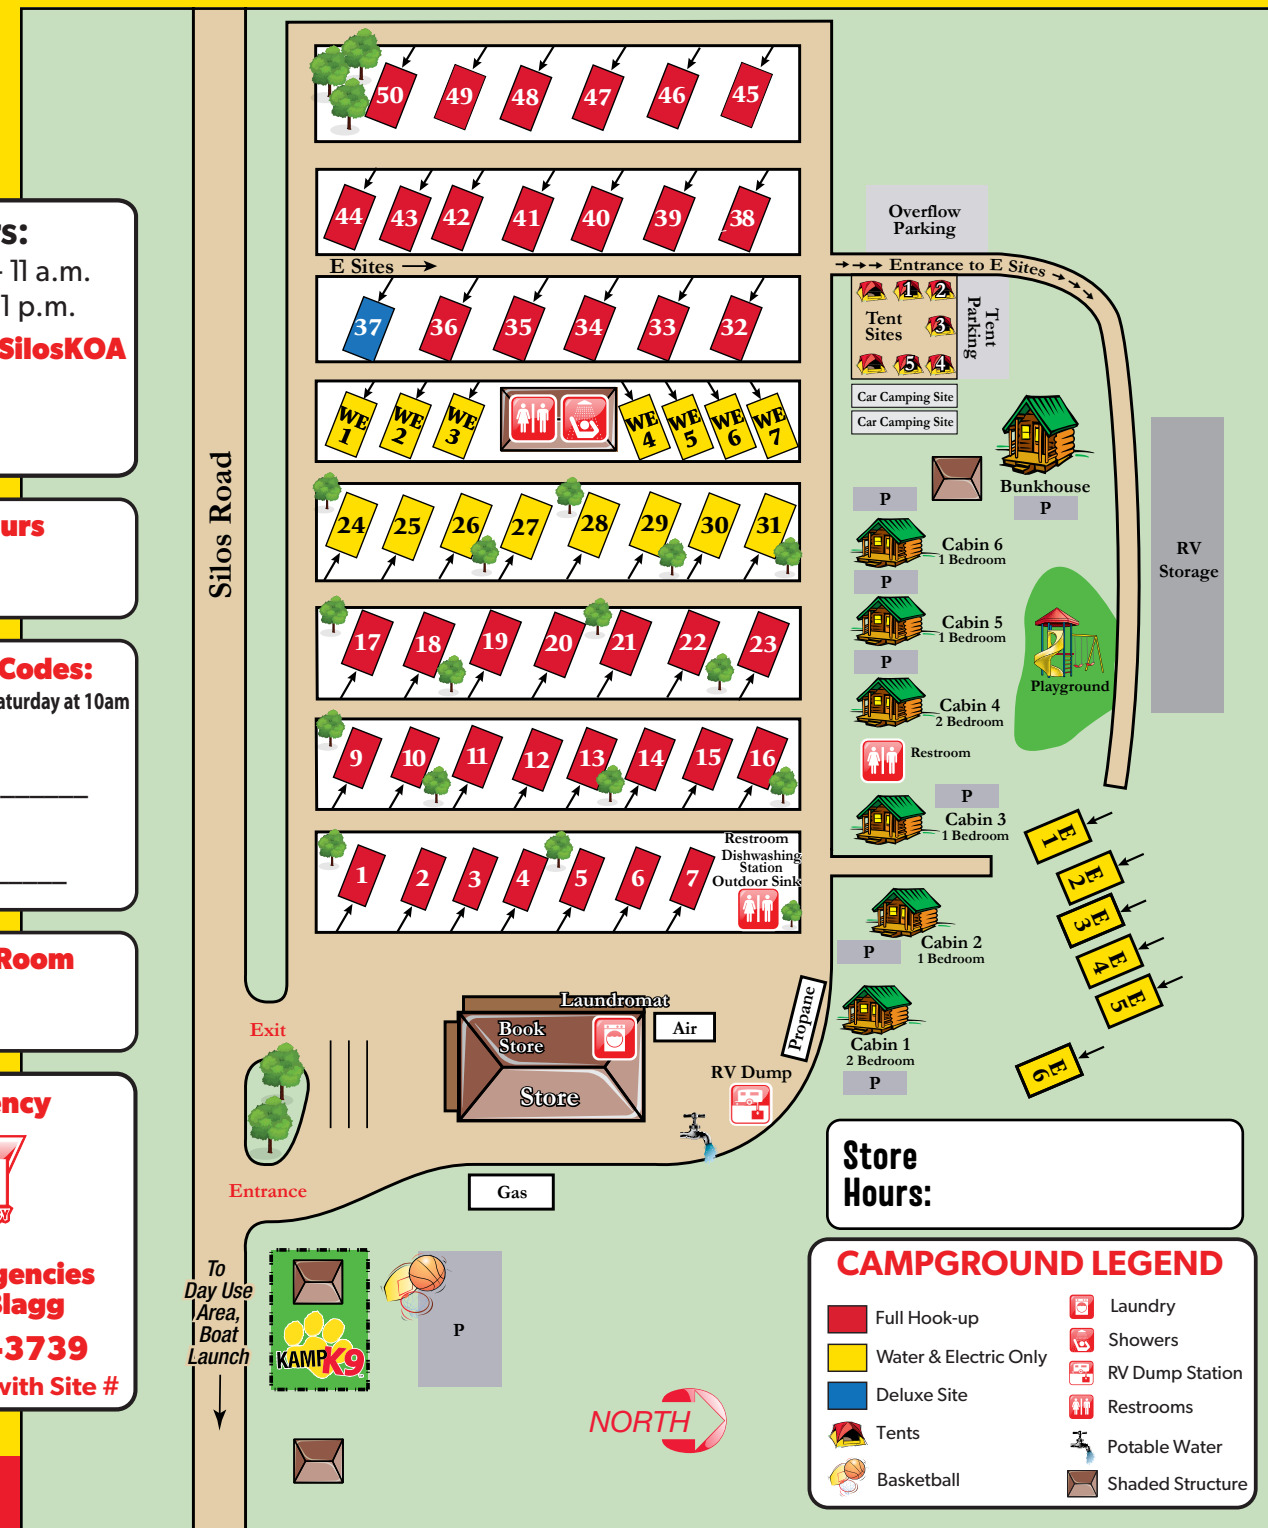 s:
- 11 a.m.
1 p.m.
SilosKOA
urs
Codes:
aturday at 10am
Room
ency
gencies
lagg
-3739
with Site #
Silos Road
50
49
48
47
46
45
44
43
42
41
40
39
38
E Sites
37
36
35
34
33
32
WE 1
WE 2
WE 3
WE 4
WE 5
WE 6
WE 7
24
25
26
27
28
29
30
31
17
18
19
20
21
22
23
9
10
11
12
13
14
15
16
1
2
3
4
5
6
7
Restroom
Dishwashing
Station
Outdoor Sink
Overflow
Parking
Entrance to E Sites
Tent
Sites
1
2
3
4
5
Tent
Parking
Car Camping Site
Car Camping Site
Bunkhouse
P
P
Cabin 6
1 Bedroom
P
Cabin 5
1 Bedroom
P
Cabin 4
2 Bedroom
Restroom
P
Cabin 3
1 Bedroom
Playground
RV
Storage
E 1
E 2
E 3
E 4
E 5
E 6
Cabin 2
1 Bedroom
P
Cabin 1
2 Bedroom
P
Exit
Entrance
Laundromat
Book
Store
Store
Air
Propane
RV Dump
Gas
To
Day Use
Area,
Boat
Launch
KAMP K9
P
NORTH
Store
Hours:
CAMPGROUND LEGEND
Full Hook-up
Water & Electric Only
Deluxe Site
Tents
Basketball
Laundry
Showers
RV Dump Station
Restrooms
Potable Water
Shaded Structure